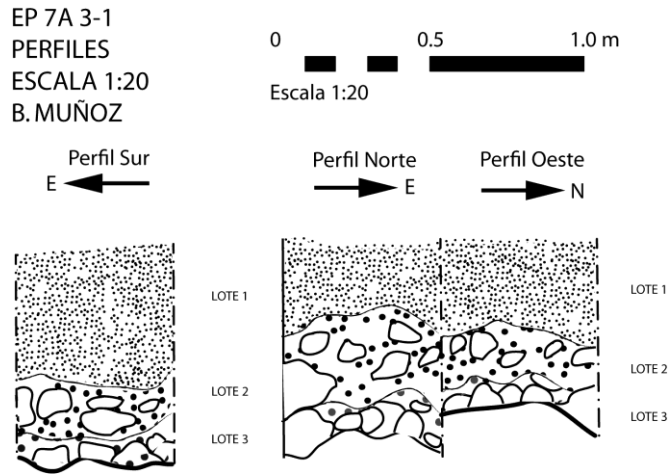 EP 7A 3-1
PERFILES
ESCALA 1:20
B. MUÑOZ
0 0.5 1.0 m
Escala 1:20
Perfil Sur
E
Perfil Norte
E
Perfil Oeste
N
LOTE 1
LOTE 2
LOTE 3
LOTE 1
LOTE 2
LOTE 3